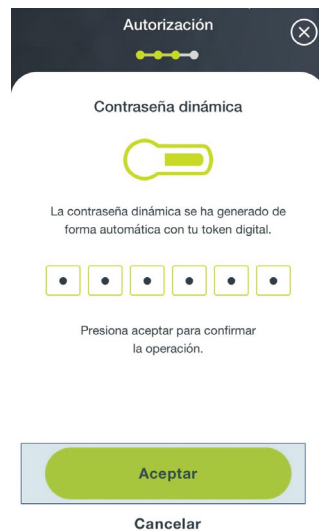 Autorización
Contraseña dinámica
La contraseña dinámica se ha generado de
forma automática con tu token digital.
Presiona aceptar para confirmar
la operación.
Aceptar
Cancelar